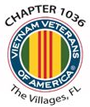 CHAPTER 1036
VIETNAM VETERANS
OF AMERICA
The Villages, FL